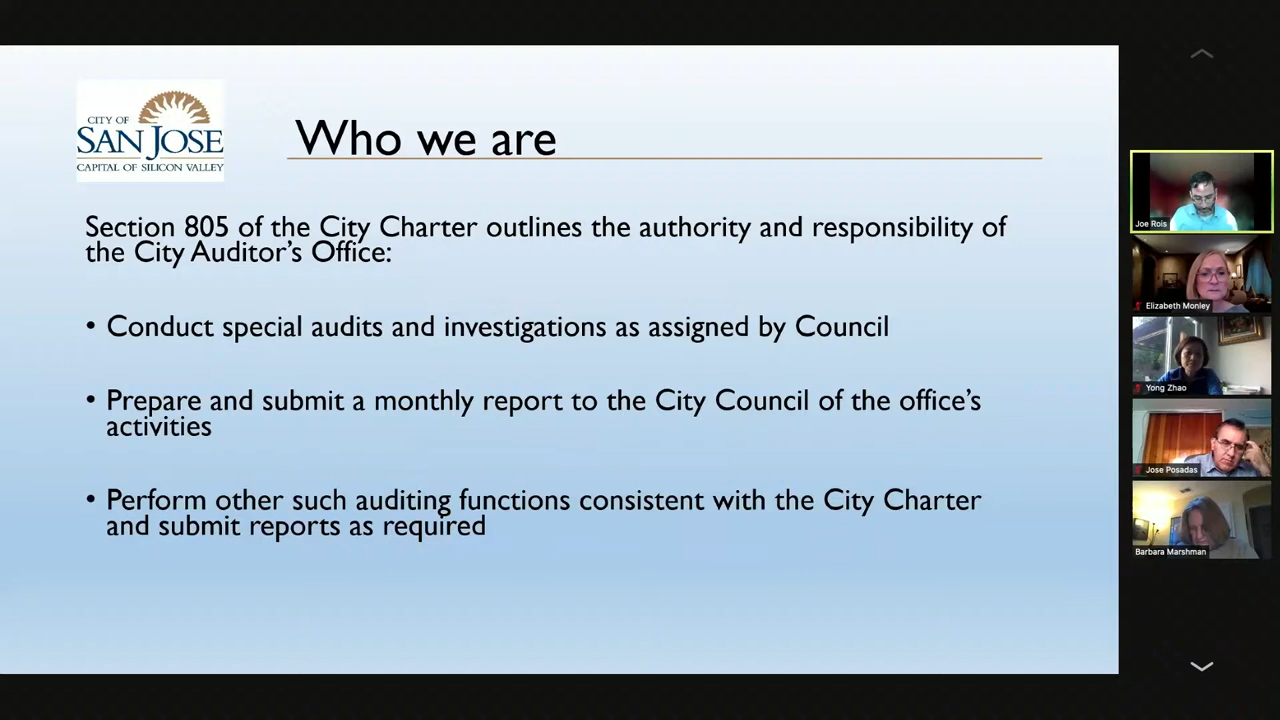 CITY OF
SAN JOSE
CAPITAL OF SILICON VALLEY
Who we are
Section 805 of the City Charter outlines the authority and responsibility of
the City Auditor's Office:
• Conduct special audits and investigations as assigned by Council
• Prepare and submit a monthly report to the City Council of the office's
activities
• Perform other such auditing functions consistent with the City Charter
and submit reports as required
Joe Rois
Elizabeth Monley
Yong Zhao
Jose Posadas
Barbara Marshman